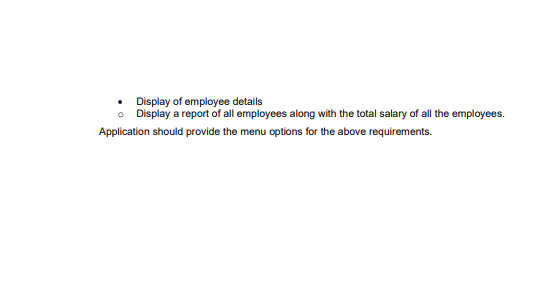 • Display of employee details
o Display a report of all employees along with the total salary of all the employees.
Application should provide the menu options for the above requirements.